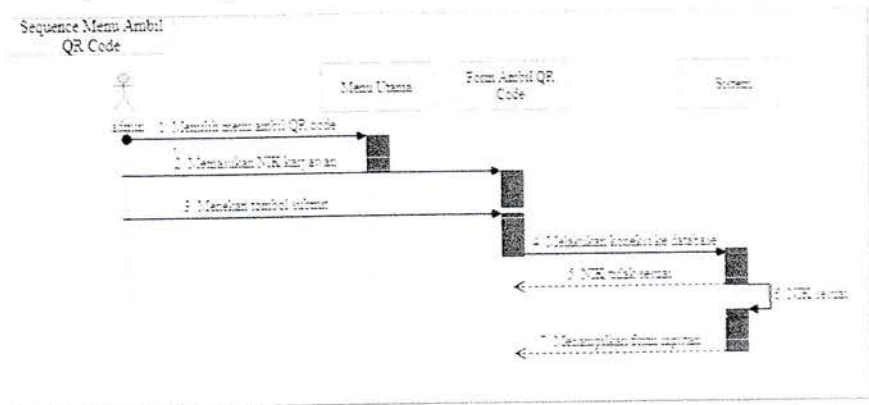 Sequence Menu Ambil
QR Code
Menu Utama
Form Ambil QR
Code
Sistem
admin
1. Memilih menu ambil QR code
2. Memasukan NIK karyawan
3. Menekan tombol submit
4. Melakukan koneksi ke database
5. NIK tidak sesuai
6. NIK sesuai
7. Menampilkan form inputan